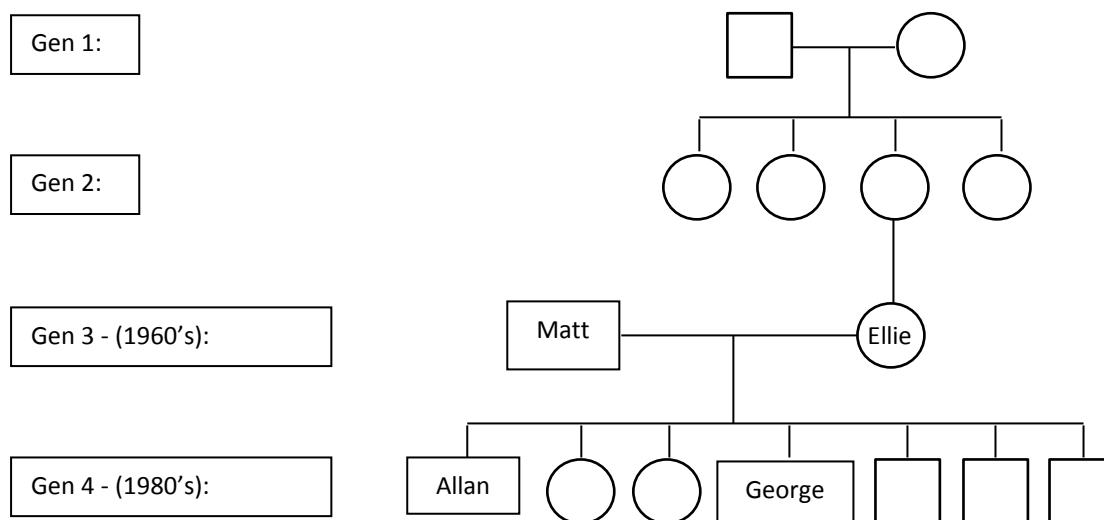 Gen 1:
Gen 2:
Gen 3 - (1960’s):
Matt
Ellie
Gen 4 - (1980’s):
Allan
George